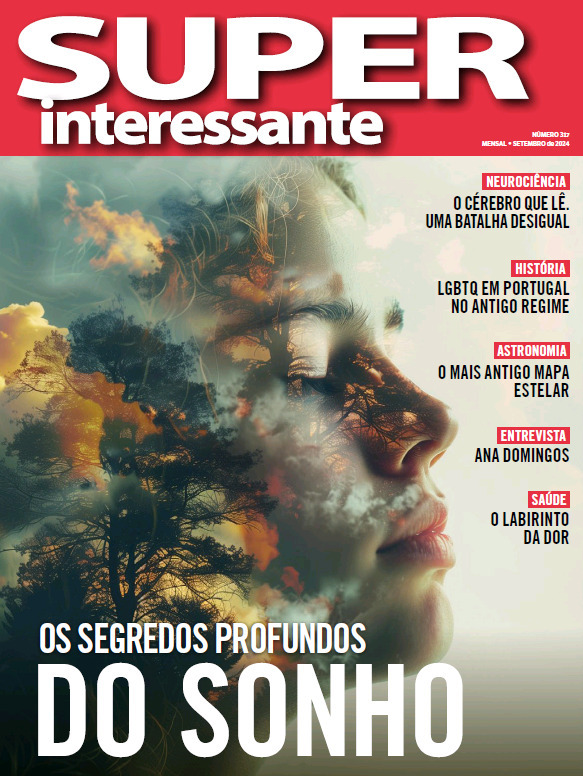 SUPER
interessante
NÚMERO 317
MENSAL • SETEMBRO de 2024
NEUROCIÊNCIA
O CÉREBRO QUE LÊ.
UMA BATALHA DESIGUAL
HISTÓRIA
LGBTQ EM PORTUGAL
NO ANTIGO REGIME
ASTRONOMIA
O MAIS ANTIGO MAPA
ESTELAR
ENTREVISTA
ANA DOMINGOS
SAÚDE
O LABIRINTO
DA DOR
OS SEGREDOS PROFUNDOS
DO SONHO